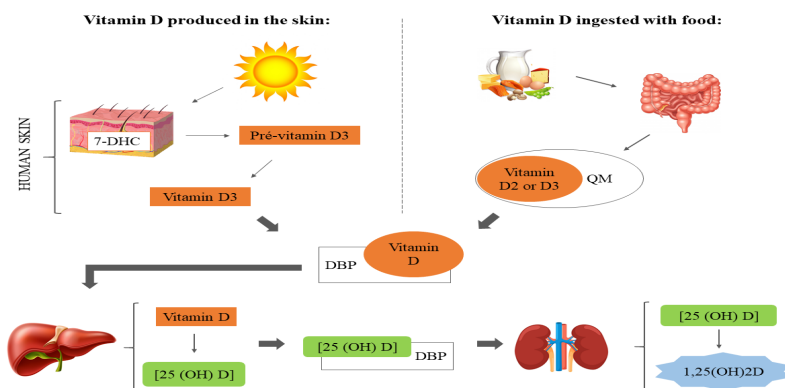 Vitamin D produced in the skin:
Vitamin D ingested with food:
HUMAN SKIN
7-DHC
Pré-vitamin D3
Vitamin D3
Vitamin
D2 or D3
QM
DBP
Vitamin
D
Vitamin D
[25 (OH) D]
[25 (OH) D]
DBP
[25 (OH) D]
1,25(OH)2D